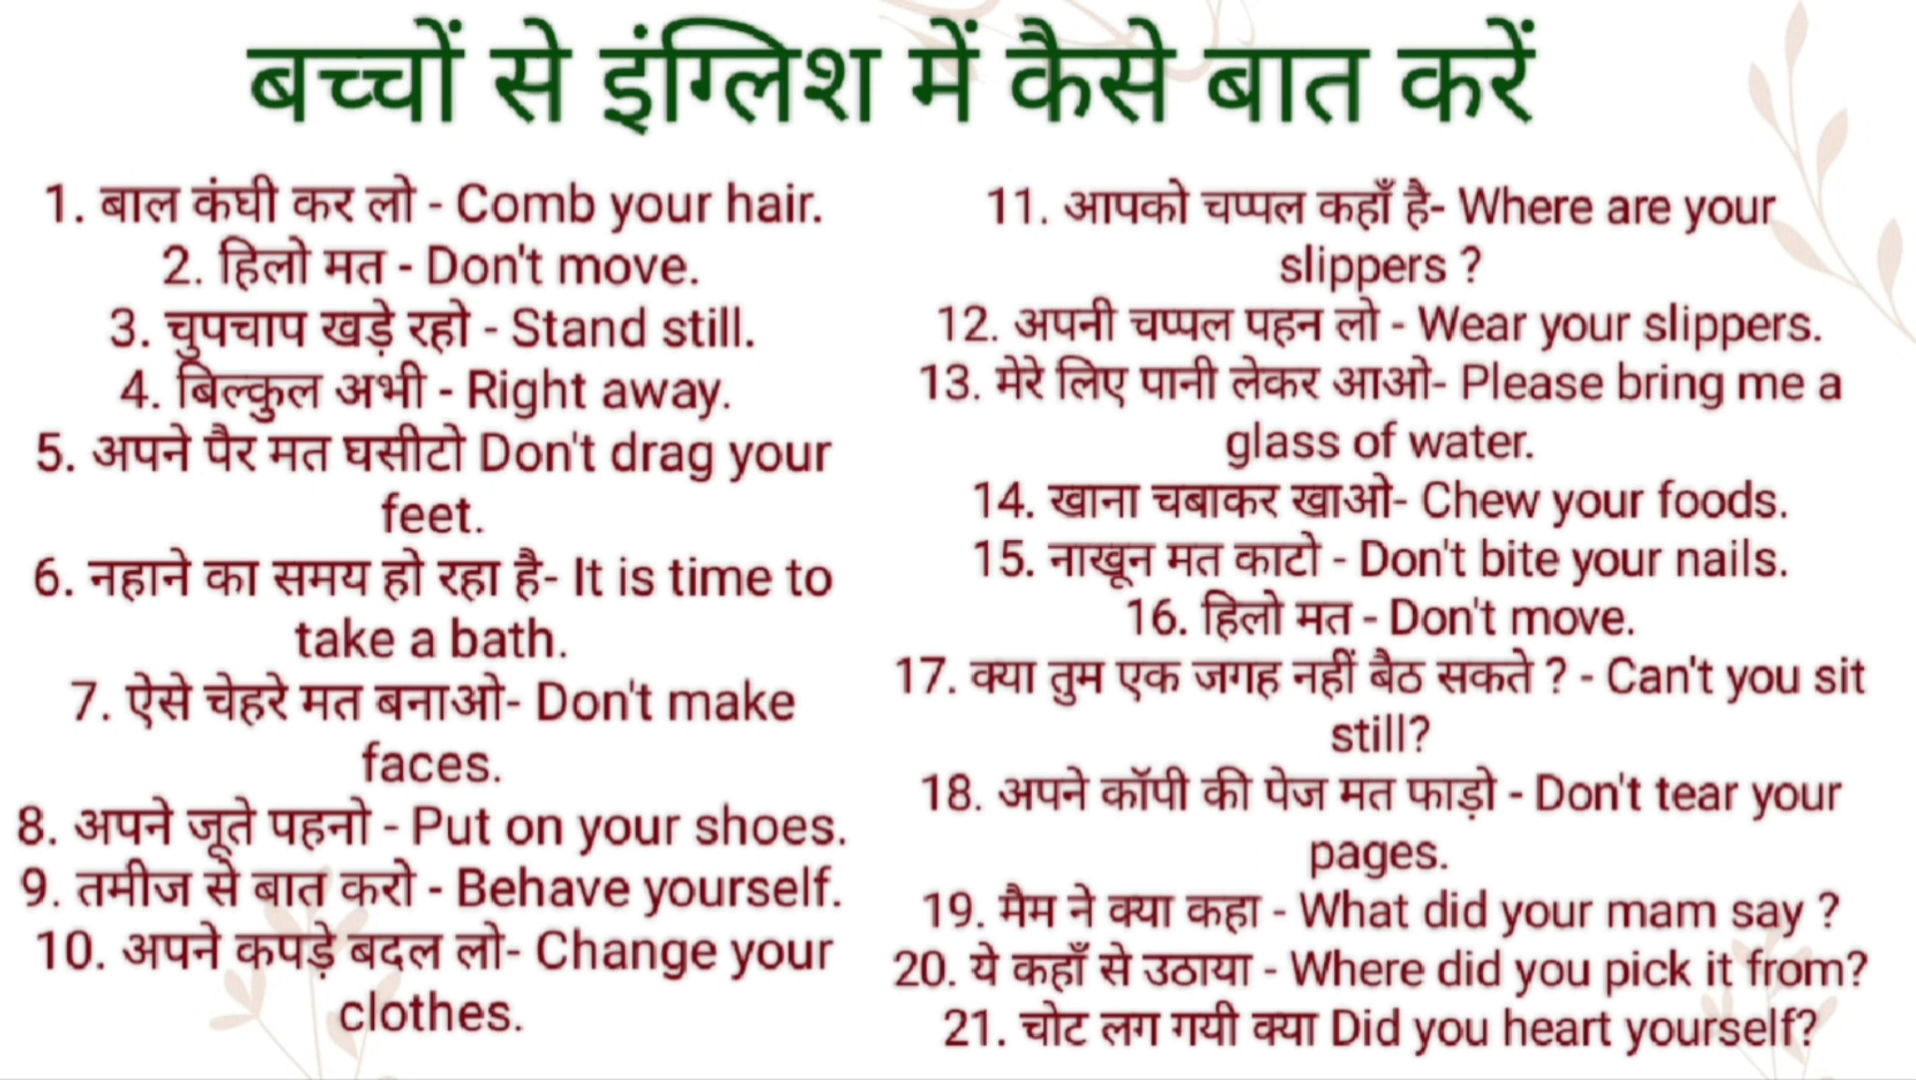 बच्चों से इंग्लिश में कैसे बात करें
1. बाल कंघी कर लो - Comb your hair.
2. हिलो मत - Don't move.
3. चुपचाप खड़े रहो - Stand still.
4. बिल्कुल अभी - Right away.
5. अपने पैर मत घसीटो Don't drag your
feet.
6. नहाने का समय हो रहा है- It is time to
take a bath.
7. ऐसे चेहरे मत बनाओ- Don't make
faces.
8. अपने जूते पहनो - Put on your shoes.
9. तमीज से बात करो - Behave yourself.
10. अपने कपड़े बदल लो- Change your
clothes.
11. आपको चप्पल कहाँ है- Where are your
slippers ?
12. अपनी चप्पल पहन लो - Wear your slippers.
13. मेरे लिए पानी लेकर आओ- Please bring me a
glass of water.
14. खाना चबाकर खाओ- Chew your foods.
15. नाखून मत काटो - Don't bite your nails.
16. हिलो मत - Don't move.
17. क्या तुम एक जगह नहीं बैठ सकते ? - Can't you sit
still?
18. अपने कॉपी की पेज मत फाड़ो - Don't tear your
pages.
19. मैम ने क्या कहा - What did your mam say ?
20. ये कहाँ से उठाया - Where did you pick it from?
21. चोट लग गयी क्या Did you heart yourself?